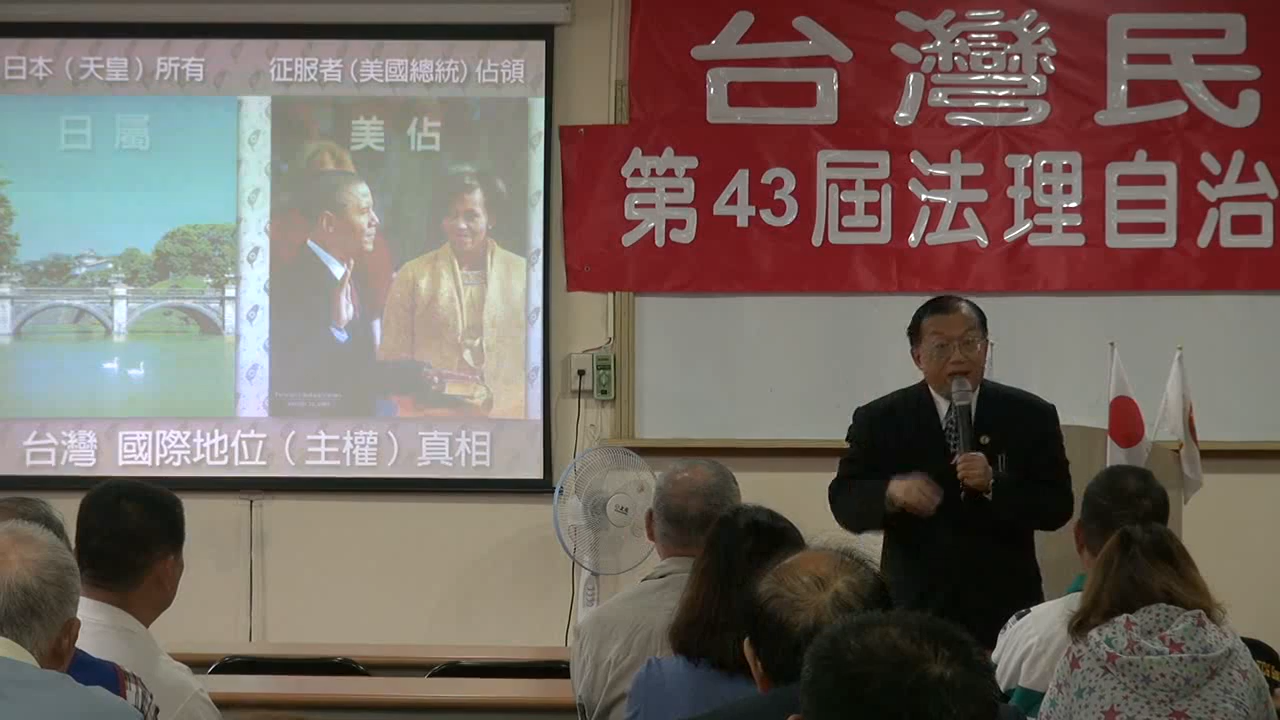 日本（天皇）所有
征服者（美國總統）佔領
日屬
美佔
台灣 國際地位（主權）真相
台灣民
第43屆法理自治